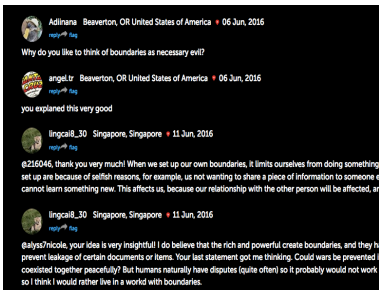 Adiinana Beaverton, OR United States of America 06 Jun, 2016
reply flag
Why do you like to think of boundaries as necessary evil?
angel.tr Beaverton, OR United States of America 06 Jun, 2016
reply flag
you explaned this very good
lingcai8_30 Singapore, Singapore 11 Jun, 2016
reply flag
@216046, thank you very much! When we set up our own boundaries, it limits ourselves from doing something
set up are because of selfish reasons, for example, us not wanting to share a piece of information to someone
cannot learn something new. This affects us, because our relationship with the other person will be affected,
lingcai8_30 Singapore, Singapore 11 Jun, 2016
reply flag
@alyss7nicole, your idea is very insightful! I do believe that the rich and powerful create boundaries, and they
prevent leakage of certain documents or items. Your last statement got me thinking. Could wars be prevented
coexisted together peacefully? But humans naturally have disputes (quite often) so it probably would not work
so I think I would rather live in a workd with boundaries.